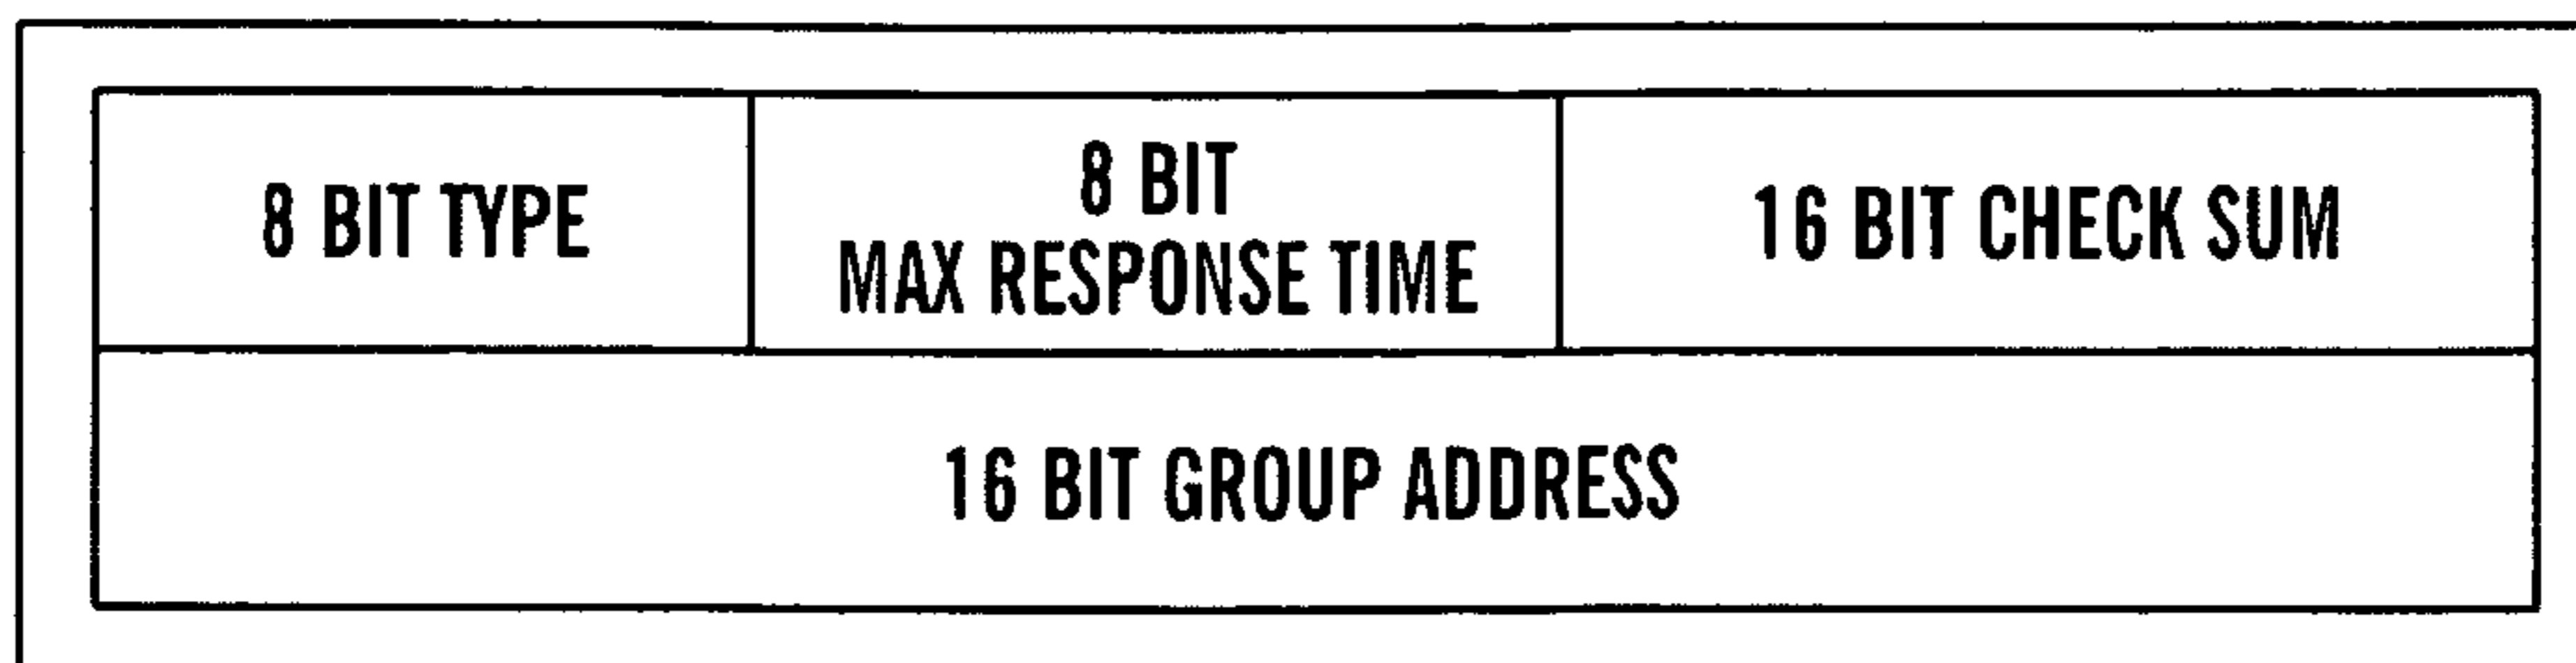 8 BIT TYPE
8 BIT
MAX RESPONSE TIME
16 BIT CHECK SUM
16 BIT GROUP ADDRESS